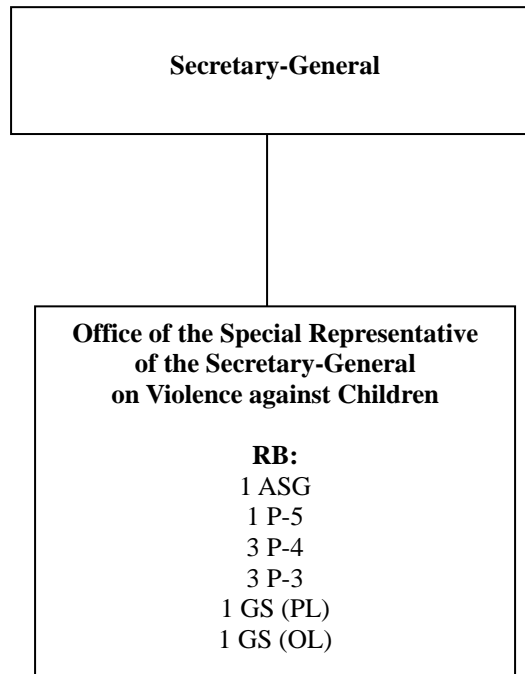 Secretary-General
Office of the Special Representative
of the Secretary-General
on Violence against Children
RB:
1 ASG
1 P-5
3 P-4
3 P-3
1 GS (PL)
1 GS (OL)